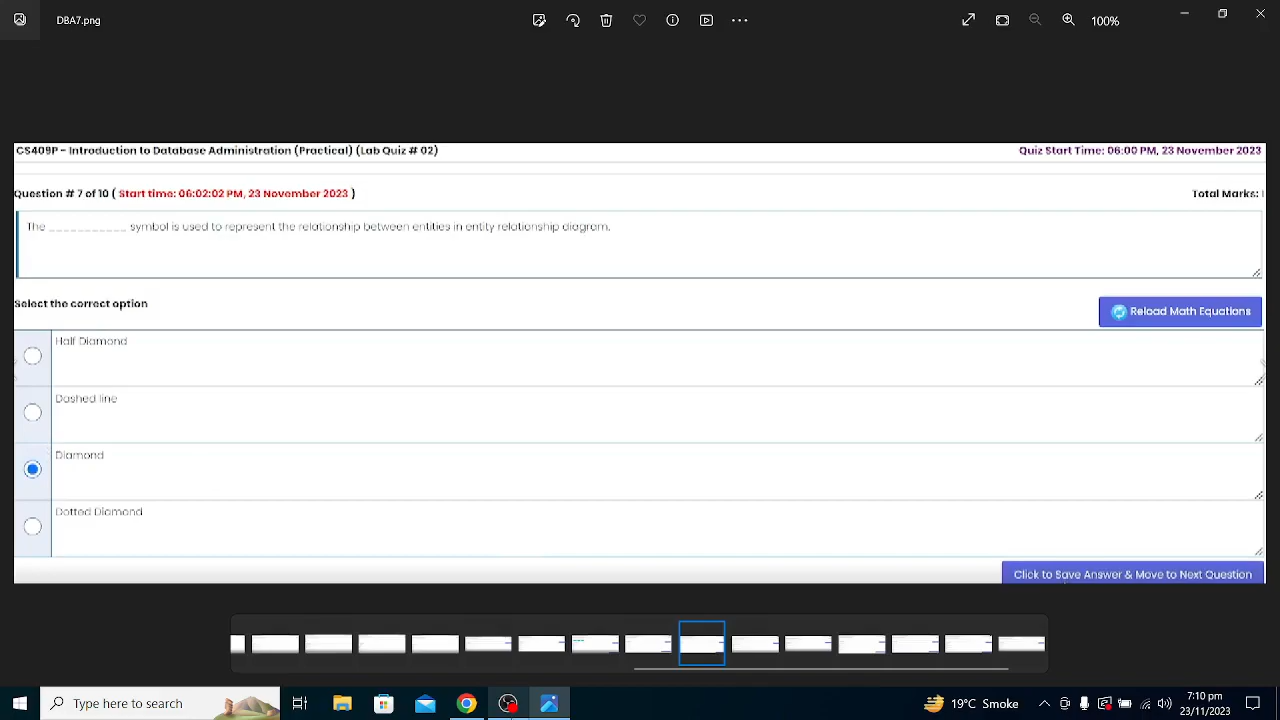 DBA7.png
100%
CS409P - Introduction to Database Administration (Practical) (Lab Quiz # 02)
Quiz Start Time: 06:00 PM, 23 November 2023
Question # 7 of 10 ( Start time: 06:02:02 PM, 23 November 2023 )
Total Marks: 1
The ___________ symbol is used to represent the relationship between entities in entity relationship diagram.
Select the correct option
Reload Math Equations
Half Diamond
Dashed line
Diamond
Dotted Diamond
Click to Save Answer & Move to Next Question
Type here to search
19°C Smoke
7:10 pm
23/11/2023